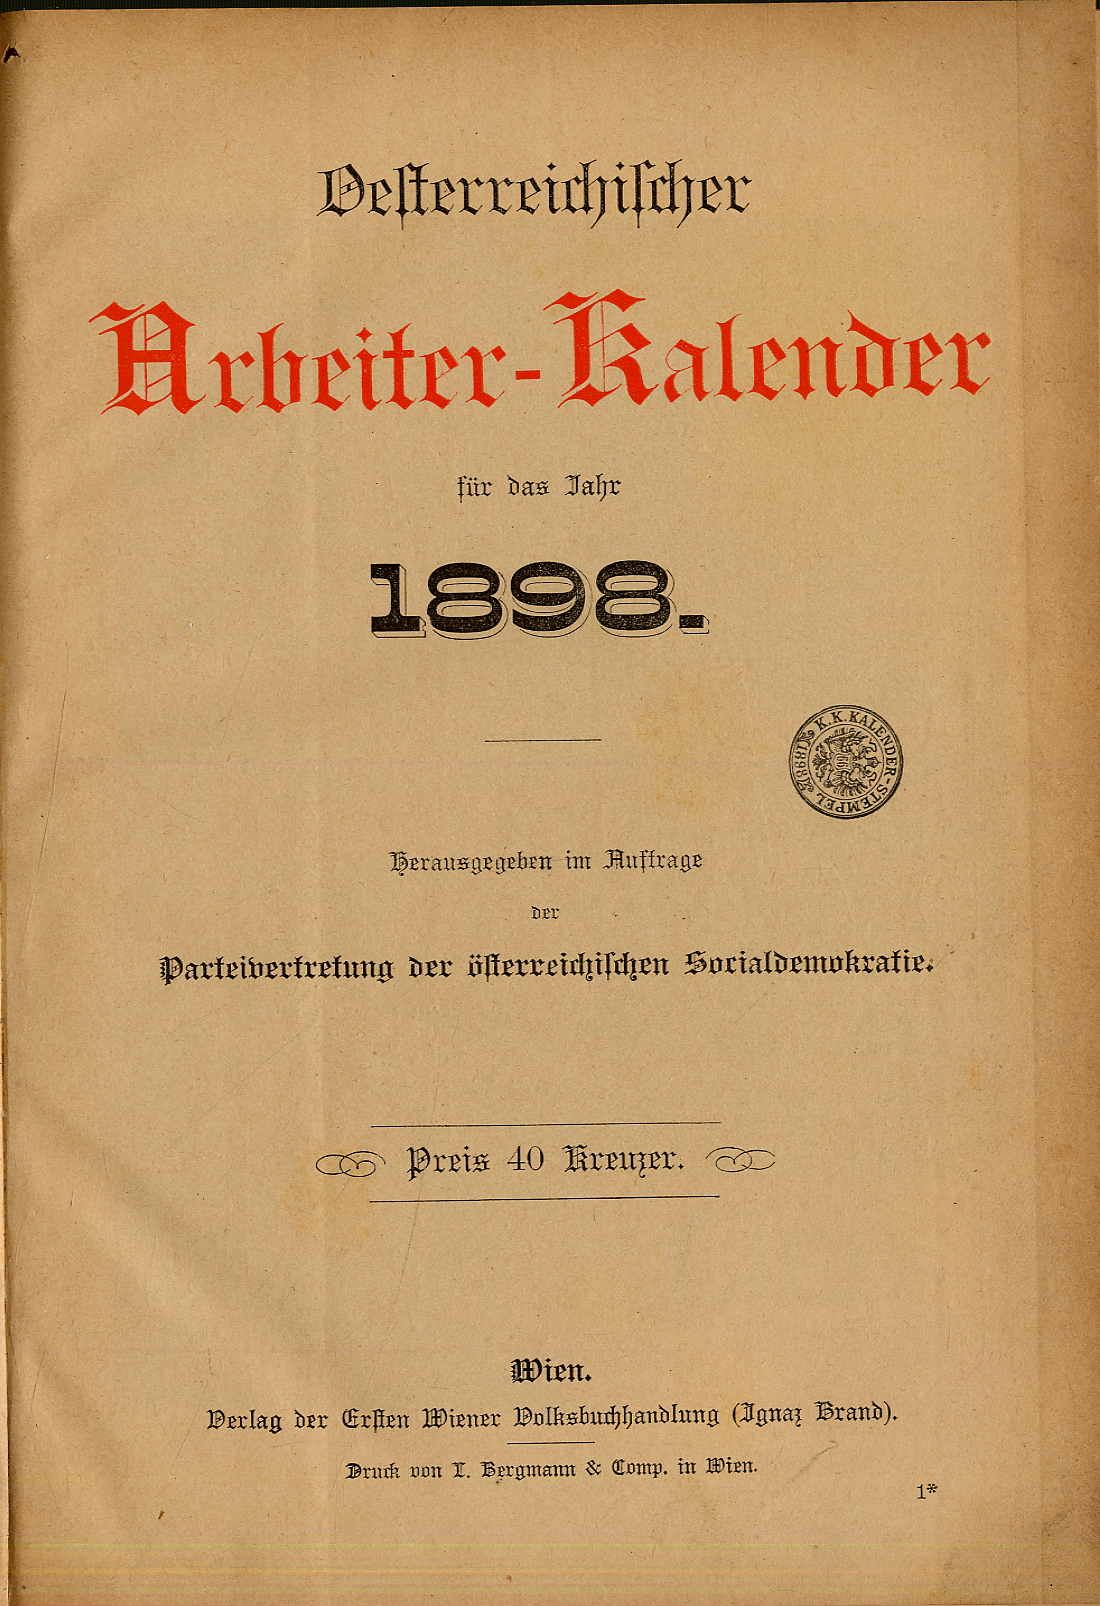 Oesterreichischer
Arbeiter-Kalender
für das Jahr
1898.
K. K. KALENDER-STEMPEL
1898
Herausgegeben im Auftrage
der
Parteivertretung der österreichischen Socialdemokratie.
Preis 40 Kreuzer.
Wien.
Verlag der Ersten Wiener Volksbuchhandlung (Ignaz Brand).
Druck von T. Bergmann & Comp. in Wien.
1*